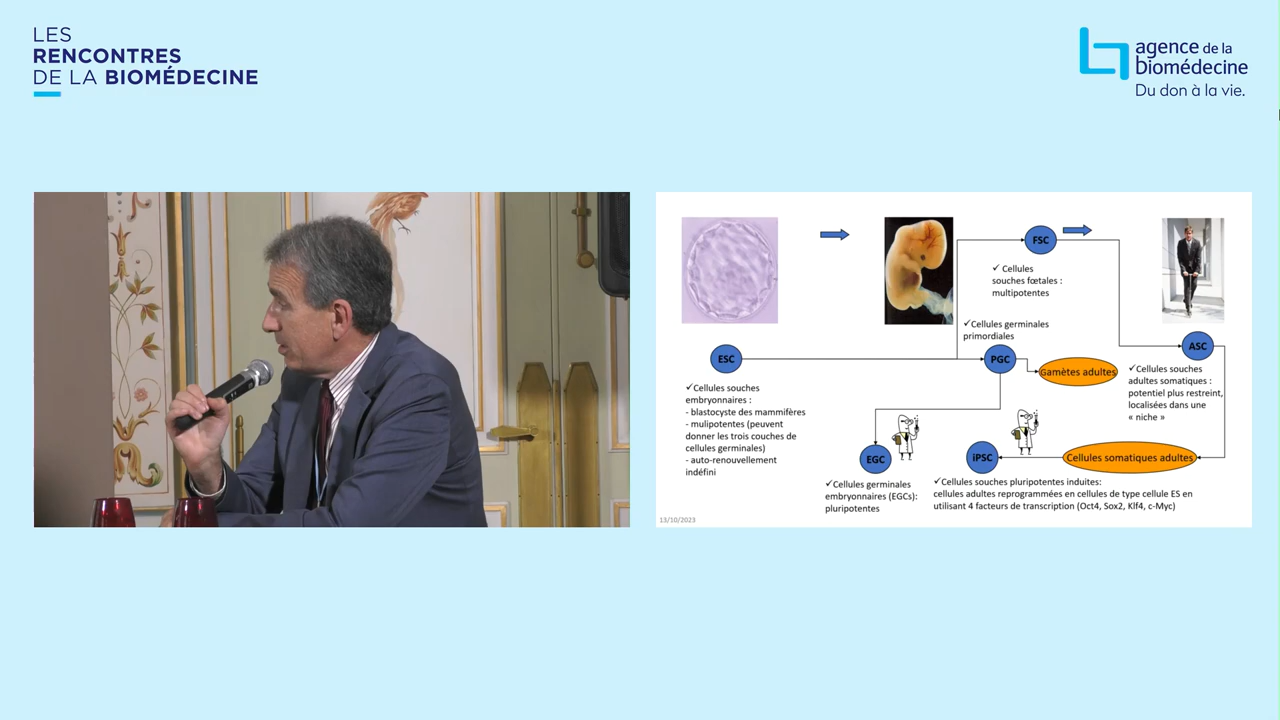 LES
RENCONTRES
DE LA BIOMÉDECINE
agence de la
biomédecine
Du don à la vie.
FSC
✓ Cellules
souches fœtales :
multipotentes
✓Cellules germinales
primordiales
ESC
PGC
Gamètes adultes
ASC
✓Cellules souches
embryonnaires :
- blastocyste des mammifères
- mulipotentes (peuvent
donner les trois couches de
cellules germinales)
- auto-renouvellement
indéfini
✓Cellules souches
adultes somatiques :
potentiel plus restreint,
localisées dans une
« niche »
EGC
iPSC
Cellules somatiques adultes
✓Cellules germinales
embryonnaires (EGCs):
pluripotentes
✓Cellules souches pluripotentes induites:
cellules adultes reprogrammées en cellules de type cellule ES en
utilisant 4 facteurs de transcription (Oct4, Sox2, Klf4, c-Myc)
13/10/2023